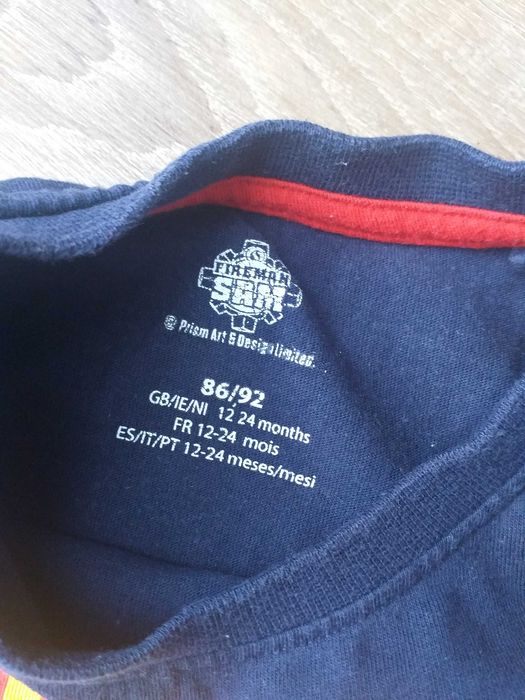 FIREMAN
SAM
© Prism Art & Design Limited.
86/92
GB/IE/NI 12 24 months
FR 12-24 mois
ES/IT/PT 12-24 meses/mesi